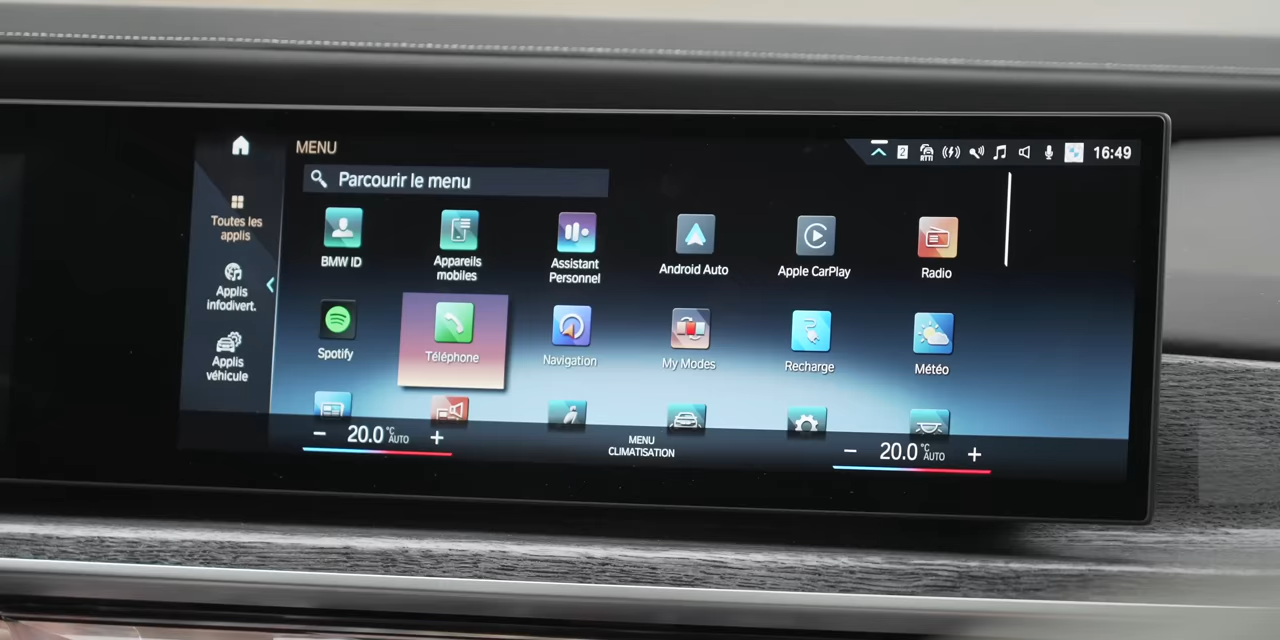 MENU
2
RTTI
16:49
Parcourir le menu
Toutes les
applis
Applis
infodivert.
Applis
véhicule
BMW ID
Appareils
mobiles
Assistant
Personnel
Android Auto
Apple CarPlay
Radio
Spotify
Téléphone
Navigation
My Modes
Recharge
Météo
− 20.0 °C AUTO +
MENU
CLIMATISATION
− 20.0 °C AUTO +